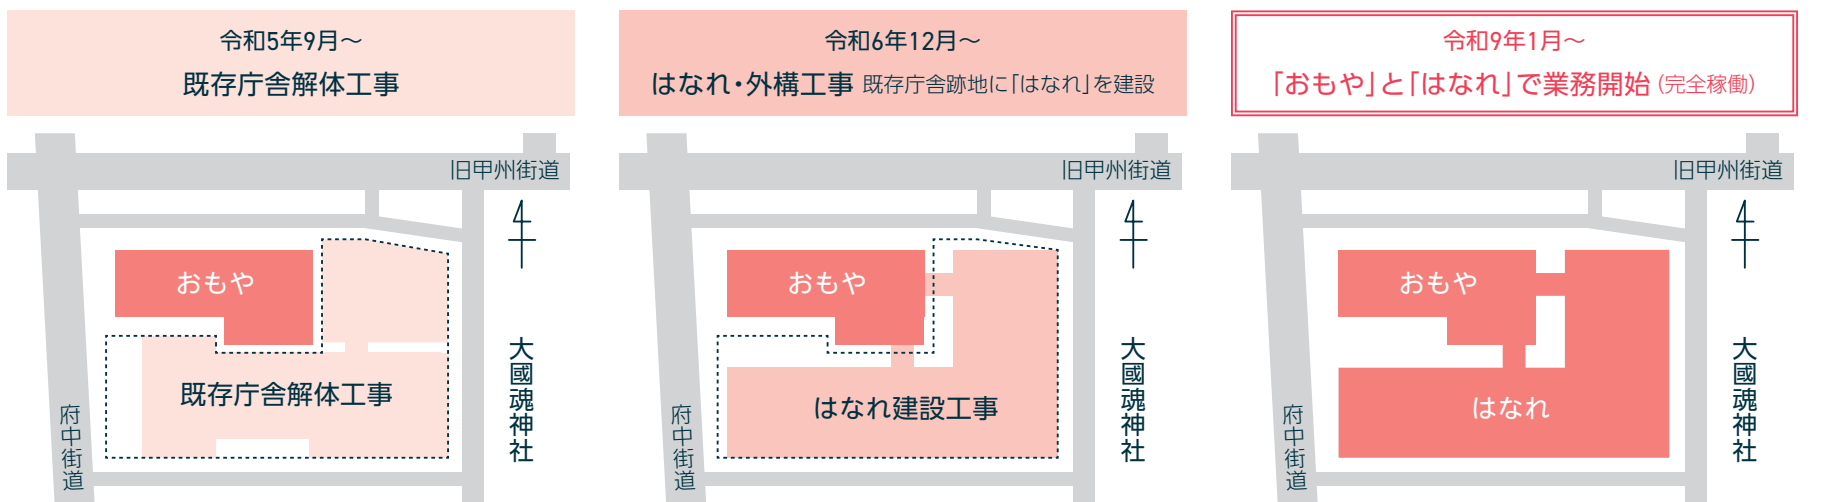 令和5年9月～
既存庁舎解体工事
旧甲州街道
おもや
既存庁舎解体工事
大國魂神社
府中街道
令和6年12月～
はなれ・外構工事 既存庁舎跡地に「はなれ」を建設
旧甲州街道
おもや
はなれ建設工事
大國魂神社
府中街道
令和9年1月～
「おもや」と「はなれ」で業務開始（完全稼働）
旧甲州街道
おもや
はなれ
大國魂神社
府中街道